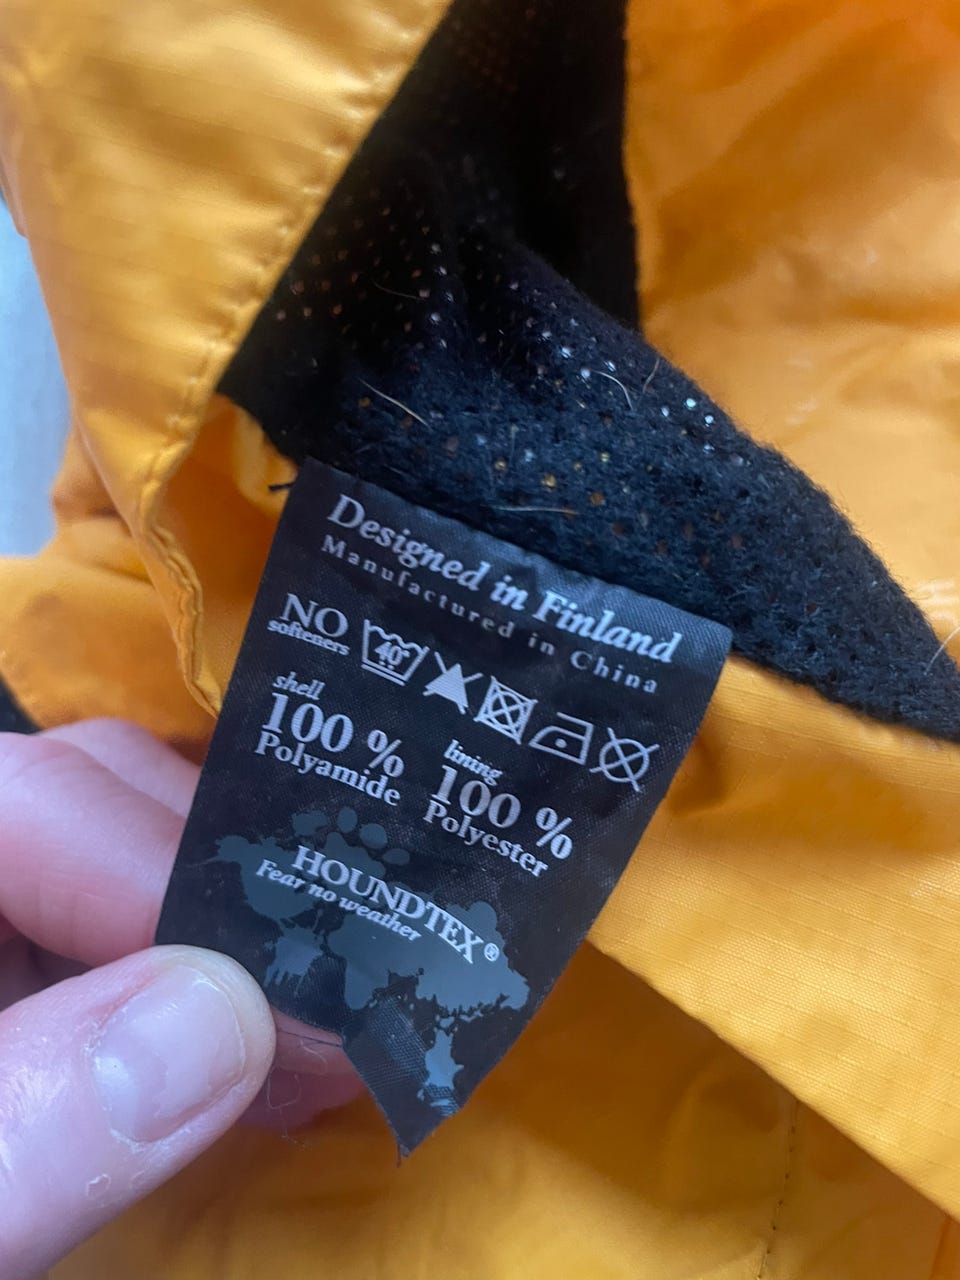 Designed in Finland
Manufactured in China
NO
softeners
40°
shell
100 %
Polyamide
lining
100 %
Polyester
HOUNDTEX®
Fear no weather